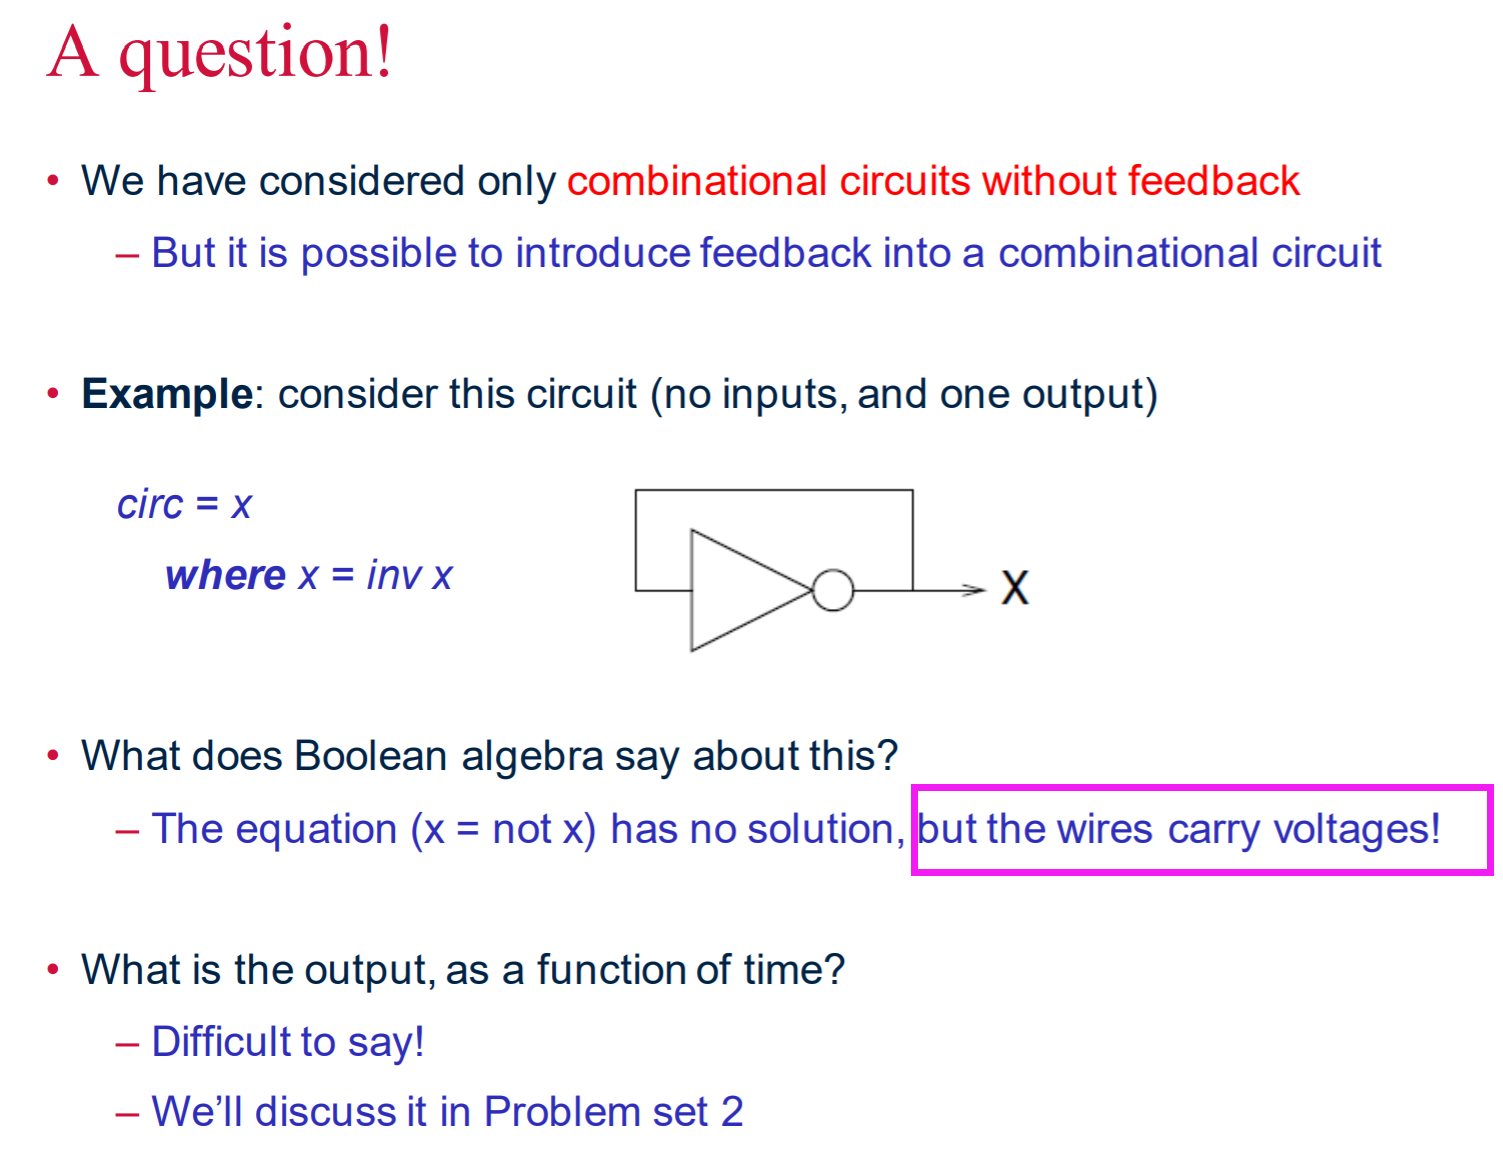 A question!
• We have considered only combinational circuits without feedback
– But it is possible to introduce feedback into a combinational circuit
• Example: consider this circuit (no inputs, and one output)
circ = x
where x = inv x
X
• What does Boolean algebra say about this?
– The equation (x = not x) has no solution, but the wires carry voltages!
• What is the output, as a function of time?
– Difficult to say!
– We’ll discuss it in Problem set 2